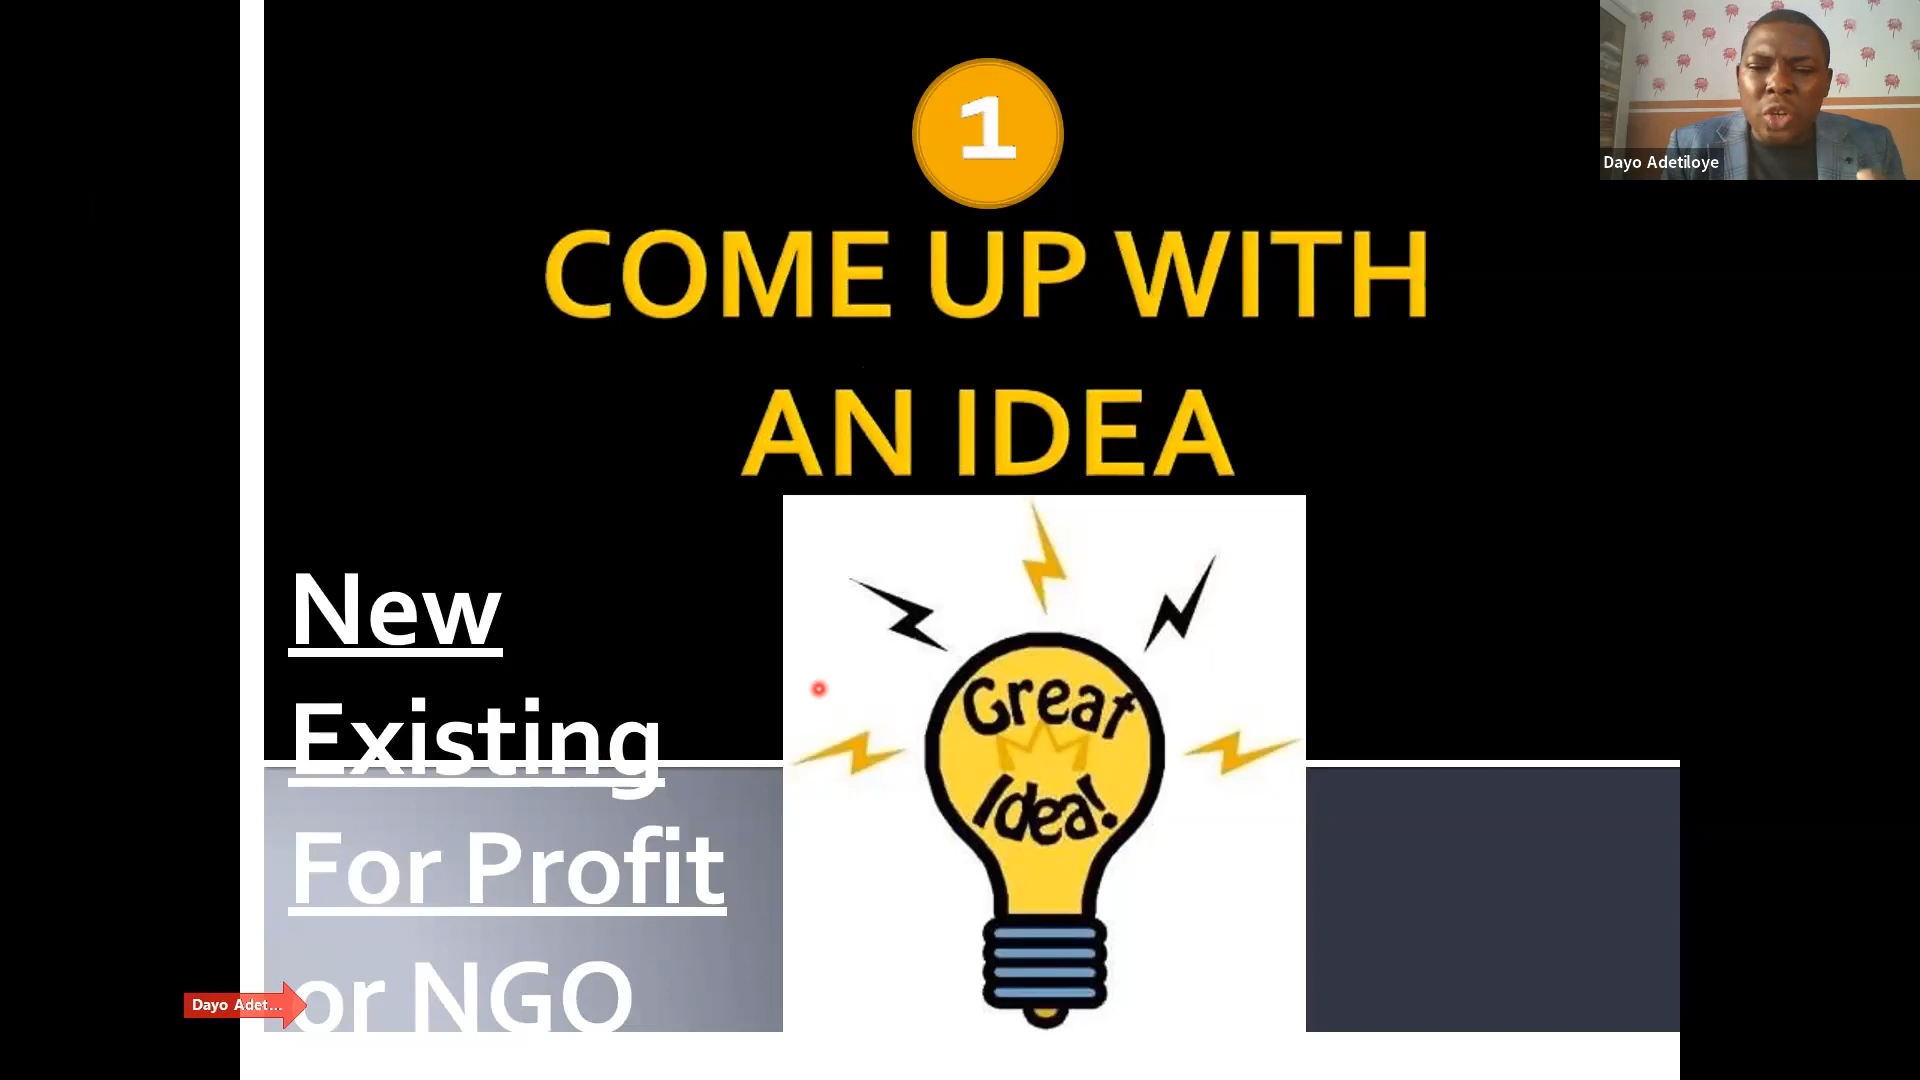 1
Dayo Adetiloye
COME UP WITH
AN IDEA
New
Existing
For Profit
or NGO
Great
Idea!
Dayo Adet...